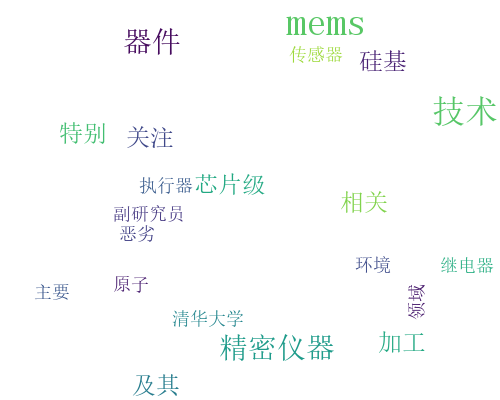 mems
器件
传感器
硅基
技术
特别
关注
执行器
芯片级
相关
副研究员
恶劣
环境
继电器
原子
主要
领域
清华大学
精密仪器
加工
及其